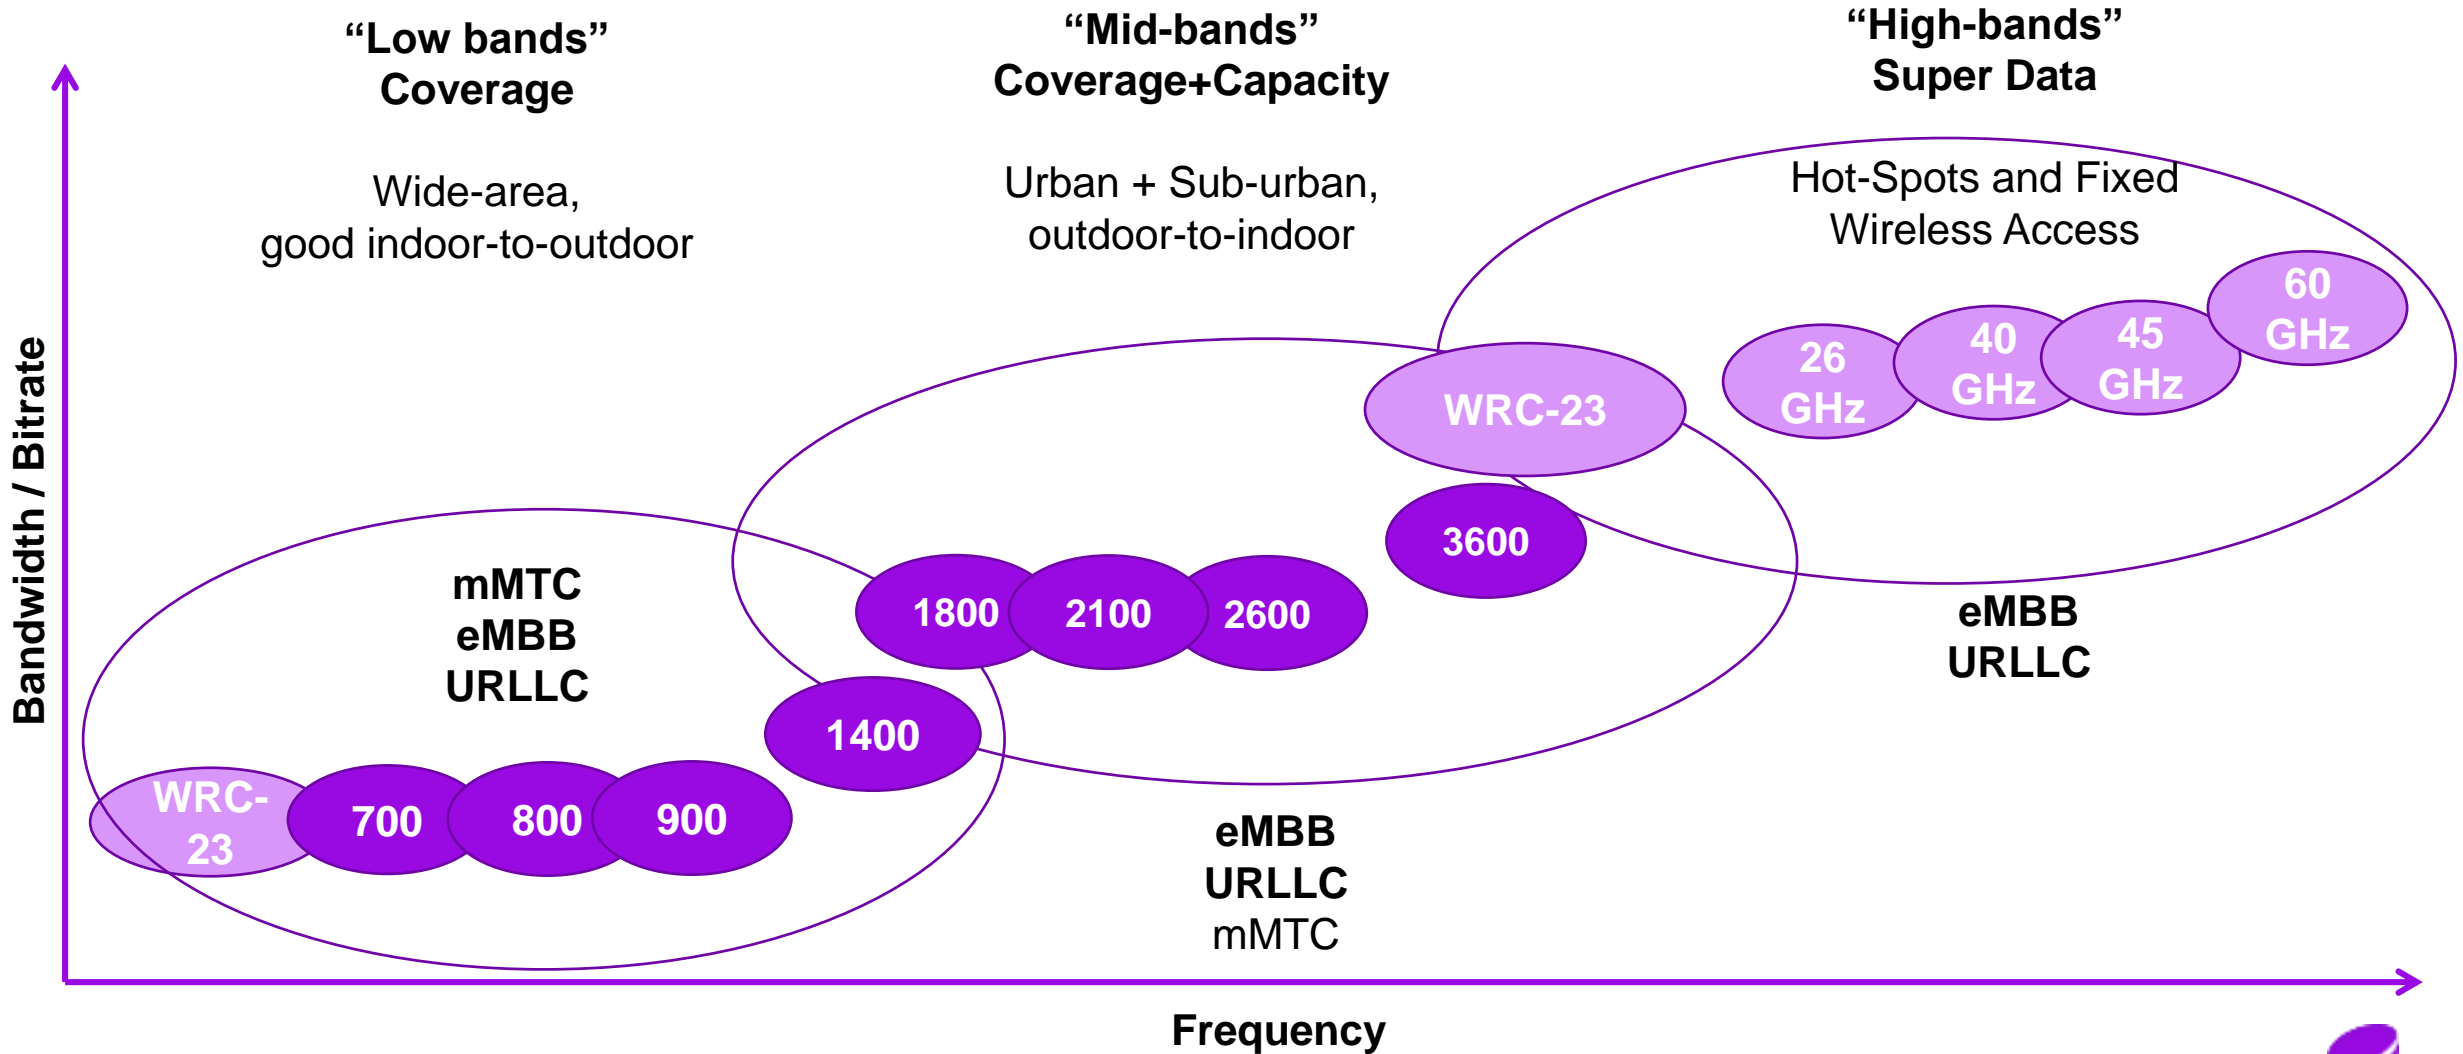 “Low bands”
Coverage
Wide-area,
good indoor-to-outdoor
“Mid-bands”
Coverage+Capacity
Urban + Sub-urban,
outdoor-to-indoor
“High-bands”
Super Data
Hot-Spots and Fixed
Wireless Access
Bandwidth / Bitrate
mMTC
eMBB
URLLC
WRC-
23
700
800
900
1400
1800
2100
2600
3600
WRC-23
26
GHz
40
GHz
45
GHz
60
GHz
eMBB
URLLC
mMTC
eMBB
URLLC
Frequency